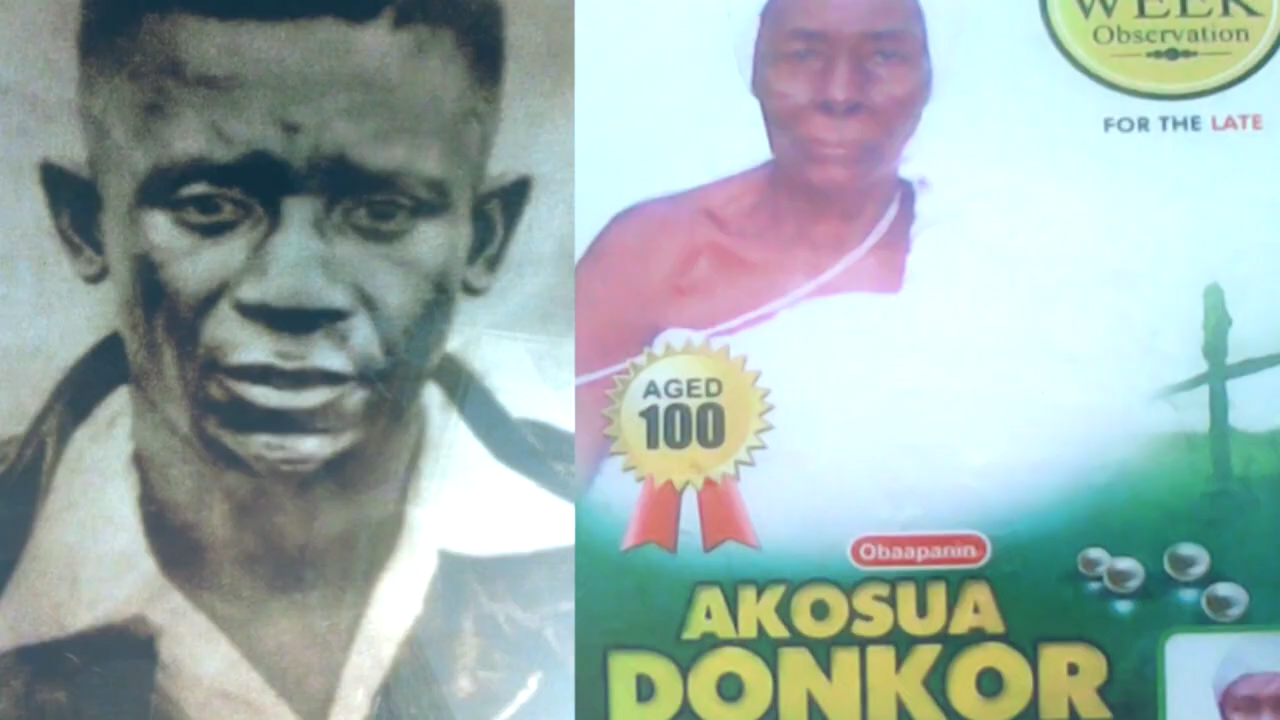 WEEK
Observation
FOR THE LATE
AGED
100
Obaapanin
AKOSUA
DONKOR